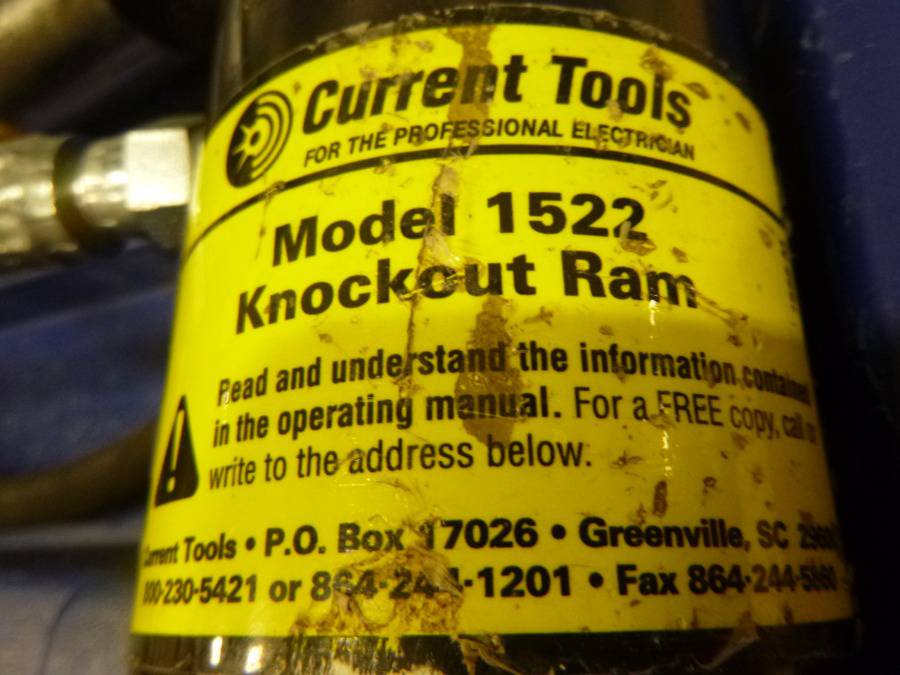 Current Tools
FOR THE PROFESSIONAL ELECTRICIAN
Model 1522
Knockout Ram
Read and understand the information contained
in the operating manual. For a FREE copy, call or
write to the address below.
Current Tools • P.O. Box 17026 • Greenville, SC
800-230-5421 or 864-244-1201 • Fax